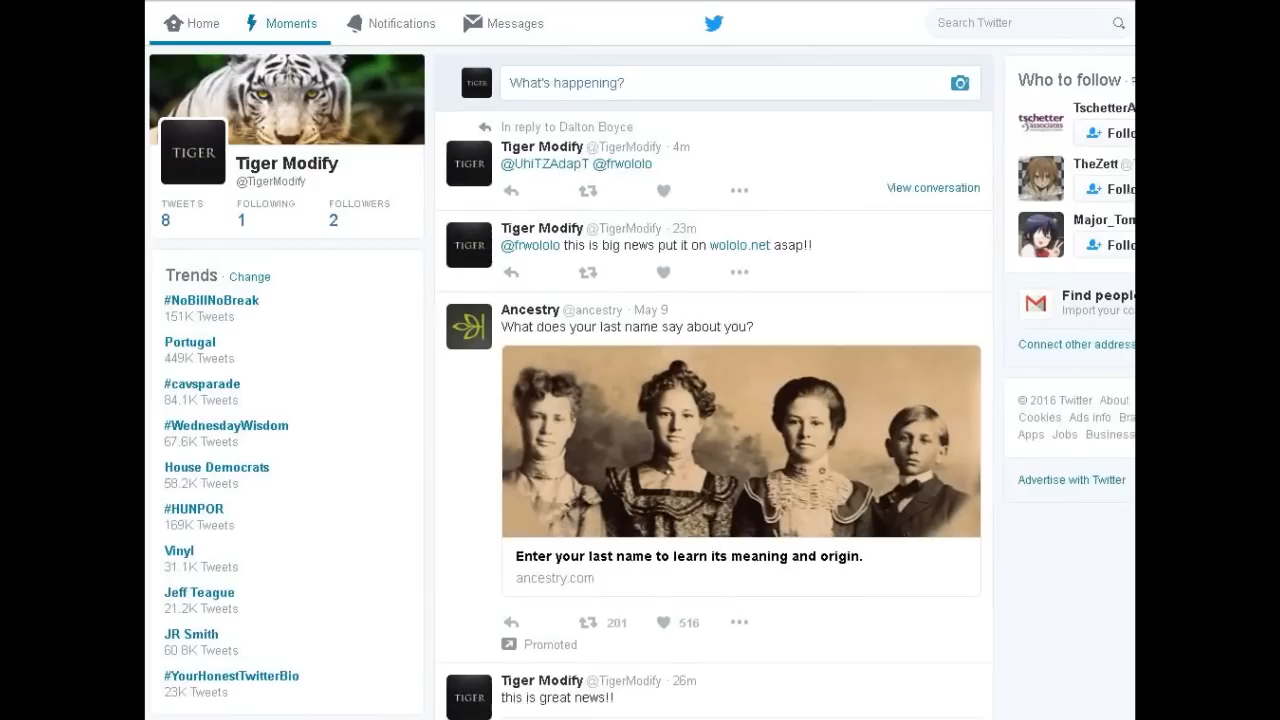 Home
Moments
Notifications
Messages
Search Twitter
TIGER
Tiger Modify
@TigerModify
TWEETS
FOLLOWING
FOLLOWERS
8
1
2
Trends · Change
#NoBillNoBreak
151K Tweets
Portugal
449K Tweets
#cavsparade
84.1K Tweets
#WednesdayWisdom
67.6K Tweets
House Democrats
58.2K Tweets
#HUNPOR
169K Tweets
Vinyl
31.1K Tweets
Jeff Teague
21.2K Tweets
JR Smith
60.8K Tweets
#YourHonestTwitterBio
23K Tweets
TIGER
What's happening?
In reply to Dalton Boyce
TIGER
Tiger Modify @TigerModify · 4m
@UhiTZAdapT @frwololo
View conversation
TIGER
Tiger Modify @TigerModify · 23m
@frwololo this is big news put it on wololo.net asap!!
Ancestry @ancestry · May 9
What does your last name say about you?
Enter your last name to learn its meaning and origin.
ancestry.com
201
516
Promoted
TIGER
Tiger Modify @TigerModify · 26m
this is great news!!
Who to follow ·
tschetter
& associates
TschetterA
Follo
TheZett @
Follo
Major_Tom
Follo
Find people
Import your co
Connect other address
© 2016 Twitter About
Cookies Ads info Bra
Apps Jobs Business
Advertise with Twitter